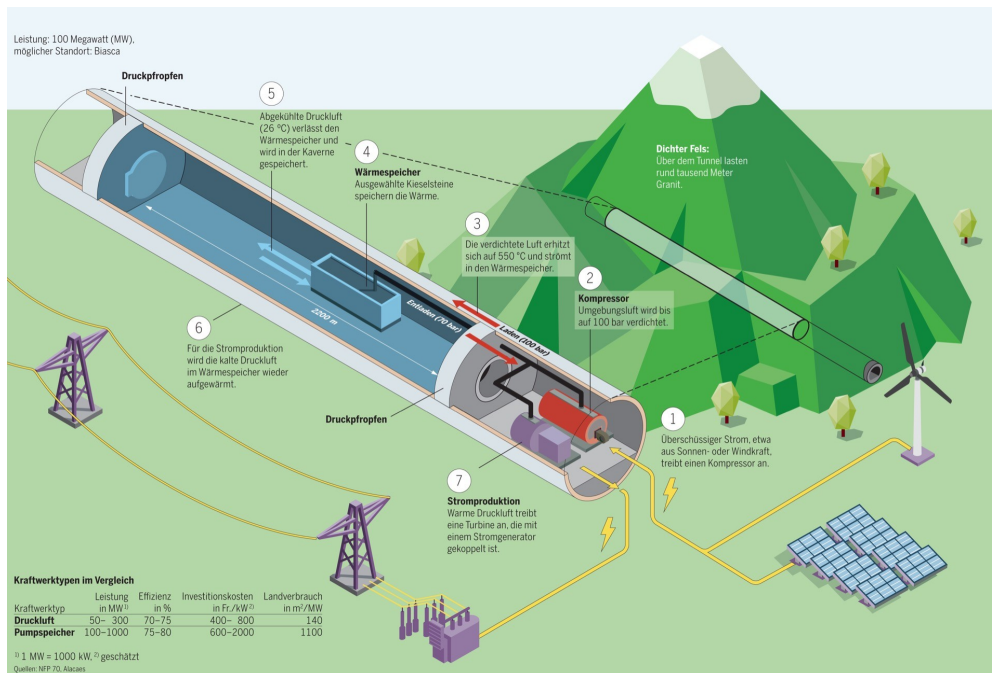 Leistung: 100 Megawatt (MW),
möglicher Standort: Biasca
Druckpfropfen
5
Abgekühlte Druckluft
(26 °C) verlässt den
Wärmespeicher und
wird in der Kaverne
gespeichert.
4
Wärmespeicher
Ausgewählte Kieselsteine
speichern die Wärme.
Dichter Fels:
Über dem Tunnel lasten
rund tausend Meter
Granit.
3
Die verdichtete Luft erhitzt
sich auf 550 °C und strömt
in den Wärmespeicher.
2
Kompressor
Umgebungsluft wird bis
auf 100 bar verdichtet.
Entladen (70 bar)
Laden (100 bar)
2200 m
6
Für die Stromproduktion
wird die kalte Druckluft
im Wärmespeicher wieder
aufgewärmt.
Druckpfropfen
1
Überschüssiger Strom, etwa
aus Sonnen- oder Windkraft,
treibt einen Kompressor an.
7
Stromproduktion
Warme Druckluft treibt
eine Turbine an, die mit
einem Stromgenerator
gekoppelt ist.
Kraftwerktypen im Vergleich
Leistung Effizienz Investitionskosten Landverbrauch
Kraftwerktyp in MW 1) in % in Fr./kW 2) in m²/MW
Druckluft 50– 300 70–75 400– 800 140
Pumpspeicher 100–1000 75–80 600–2000 1100
1) 1 MW = 1000 kW, 2) geschätzt
Quellen: NFP 70, Alacaes